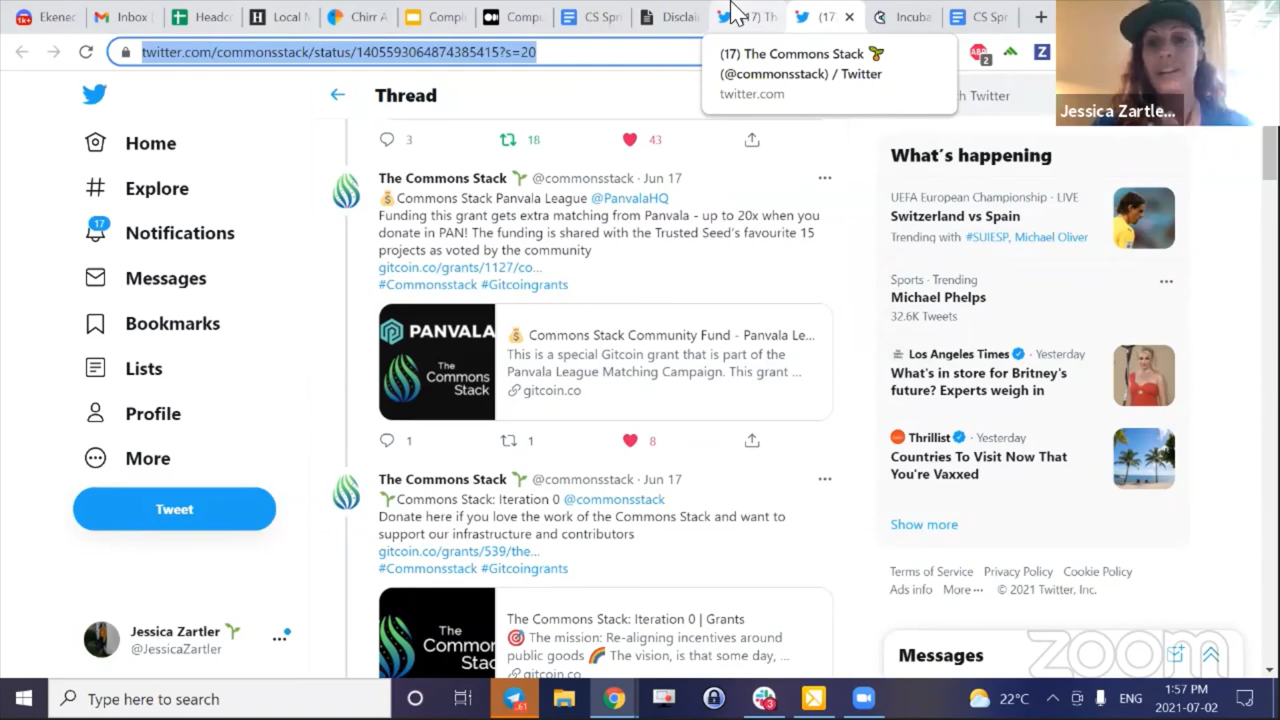 Ekenec
Inbox
Headc
Local M
Chirr A
Compl
Compu
CS Spri
Disclai
17) Th
(17
Incuba
CS Spr
twitter.com/commonsstack/status/1405593064874385415?s=20
(17) The Commons Stack
(@commonsstack) / Twitter
twitter.com
ABP
2
Z
Jessica Zartle...
Thread
h Twitter
3
18
43
Home
Explore
17
Notifications
Messages
Bookmarks
Lists
Profile
More
Tweet
Jessica Zartler
@JessicaZartler
The Commons Stack @commonsstack · Jun 17
Commons Stack Panvala League @PanvalaHQ
Funding this grant gets extra matching from Panvala - up to 20x when you
donate in PAN! The funding is shared with the Trusted Seed's favourite 15
projects as voted by the community
gitcoin.co/grants/1127/co...
#Commonsstack #Gitcoingrants
PANVALA
The
Commons
Stack
Commons Stack Community Fund - Panvala Le...
This is a special Gitcoin grant that is part of the
Panvala League Matching Campaign. This grant ...
gitcoin.co
1
1
8
The Commons Stack @commonsstack · Jun 17
Commons Stack: Iteration 0 @commonsstack
Donate here if you love the work of the Commons Stack and want to
support our infrastructure and contributors
gitcoin.co/grants/539/the...
#Commonsstack #Gitcoingrants
The
Commo
Stac
The Commons Stack: Iteration 0 | Grants
The mission: Re-aligning incentives around
public goods The vision, is that some day, ...
gitcoin.co
What's happening
UEFA European Championship · LIVE
Switzerland vs Spain
Trending with #SUIESP, Michael Oliver
Sports · Trending
Michael Phelps
32.6K Tweets
Los Angeles Times · Yesterday
What's in store for Britney's
future? Experts weigh in
Thrillist · Yesterday
Countries To Visit Now That
You're Vaxxed
Show more
Terms of Service Privacy Policy Cookie Policy
Ads info More ··· © 2021 Twitter, Inc.
Messages
zoom
Type here to search
61
3
22°C
ENG
1:57 PM
2021-07-02